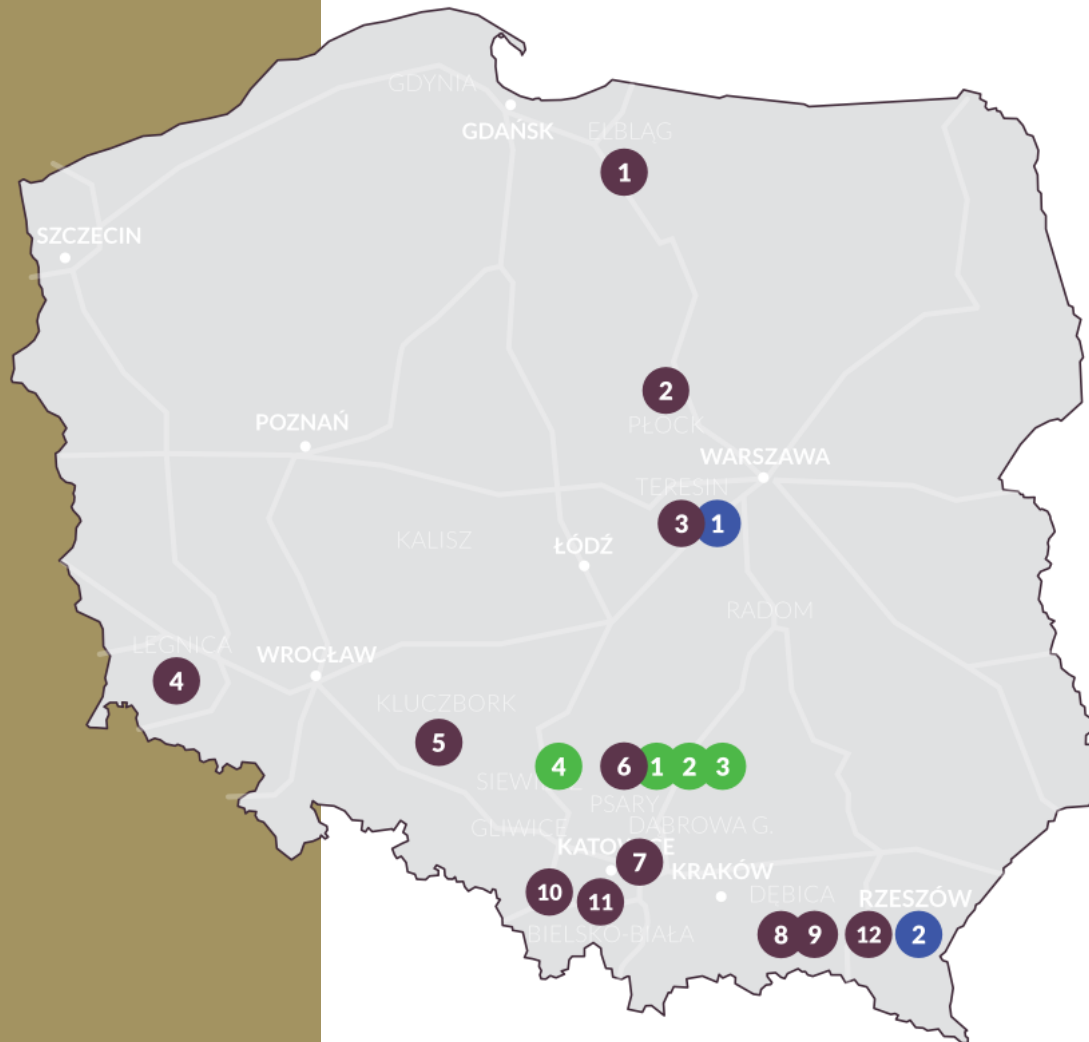 GDYNIA
GDAŃSK
ELBLĄG
1
SZCZECIN
2
PŁOCK
POZNAŃ
WARSZAWA
TERESIN
3 1
KALISZ
ŁÓDŹ
RADOM
LEGNICA
4
WROCŁAW
KLUCZBORK
5
4 6 1 2 3
PSARY
GLIWICE
DĄBROWA G.
7
KRAKÓW
10
11
DĘBICA
RZESZÓW
BIELSKO-BIAŁA
8 9 12 2